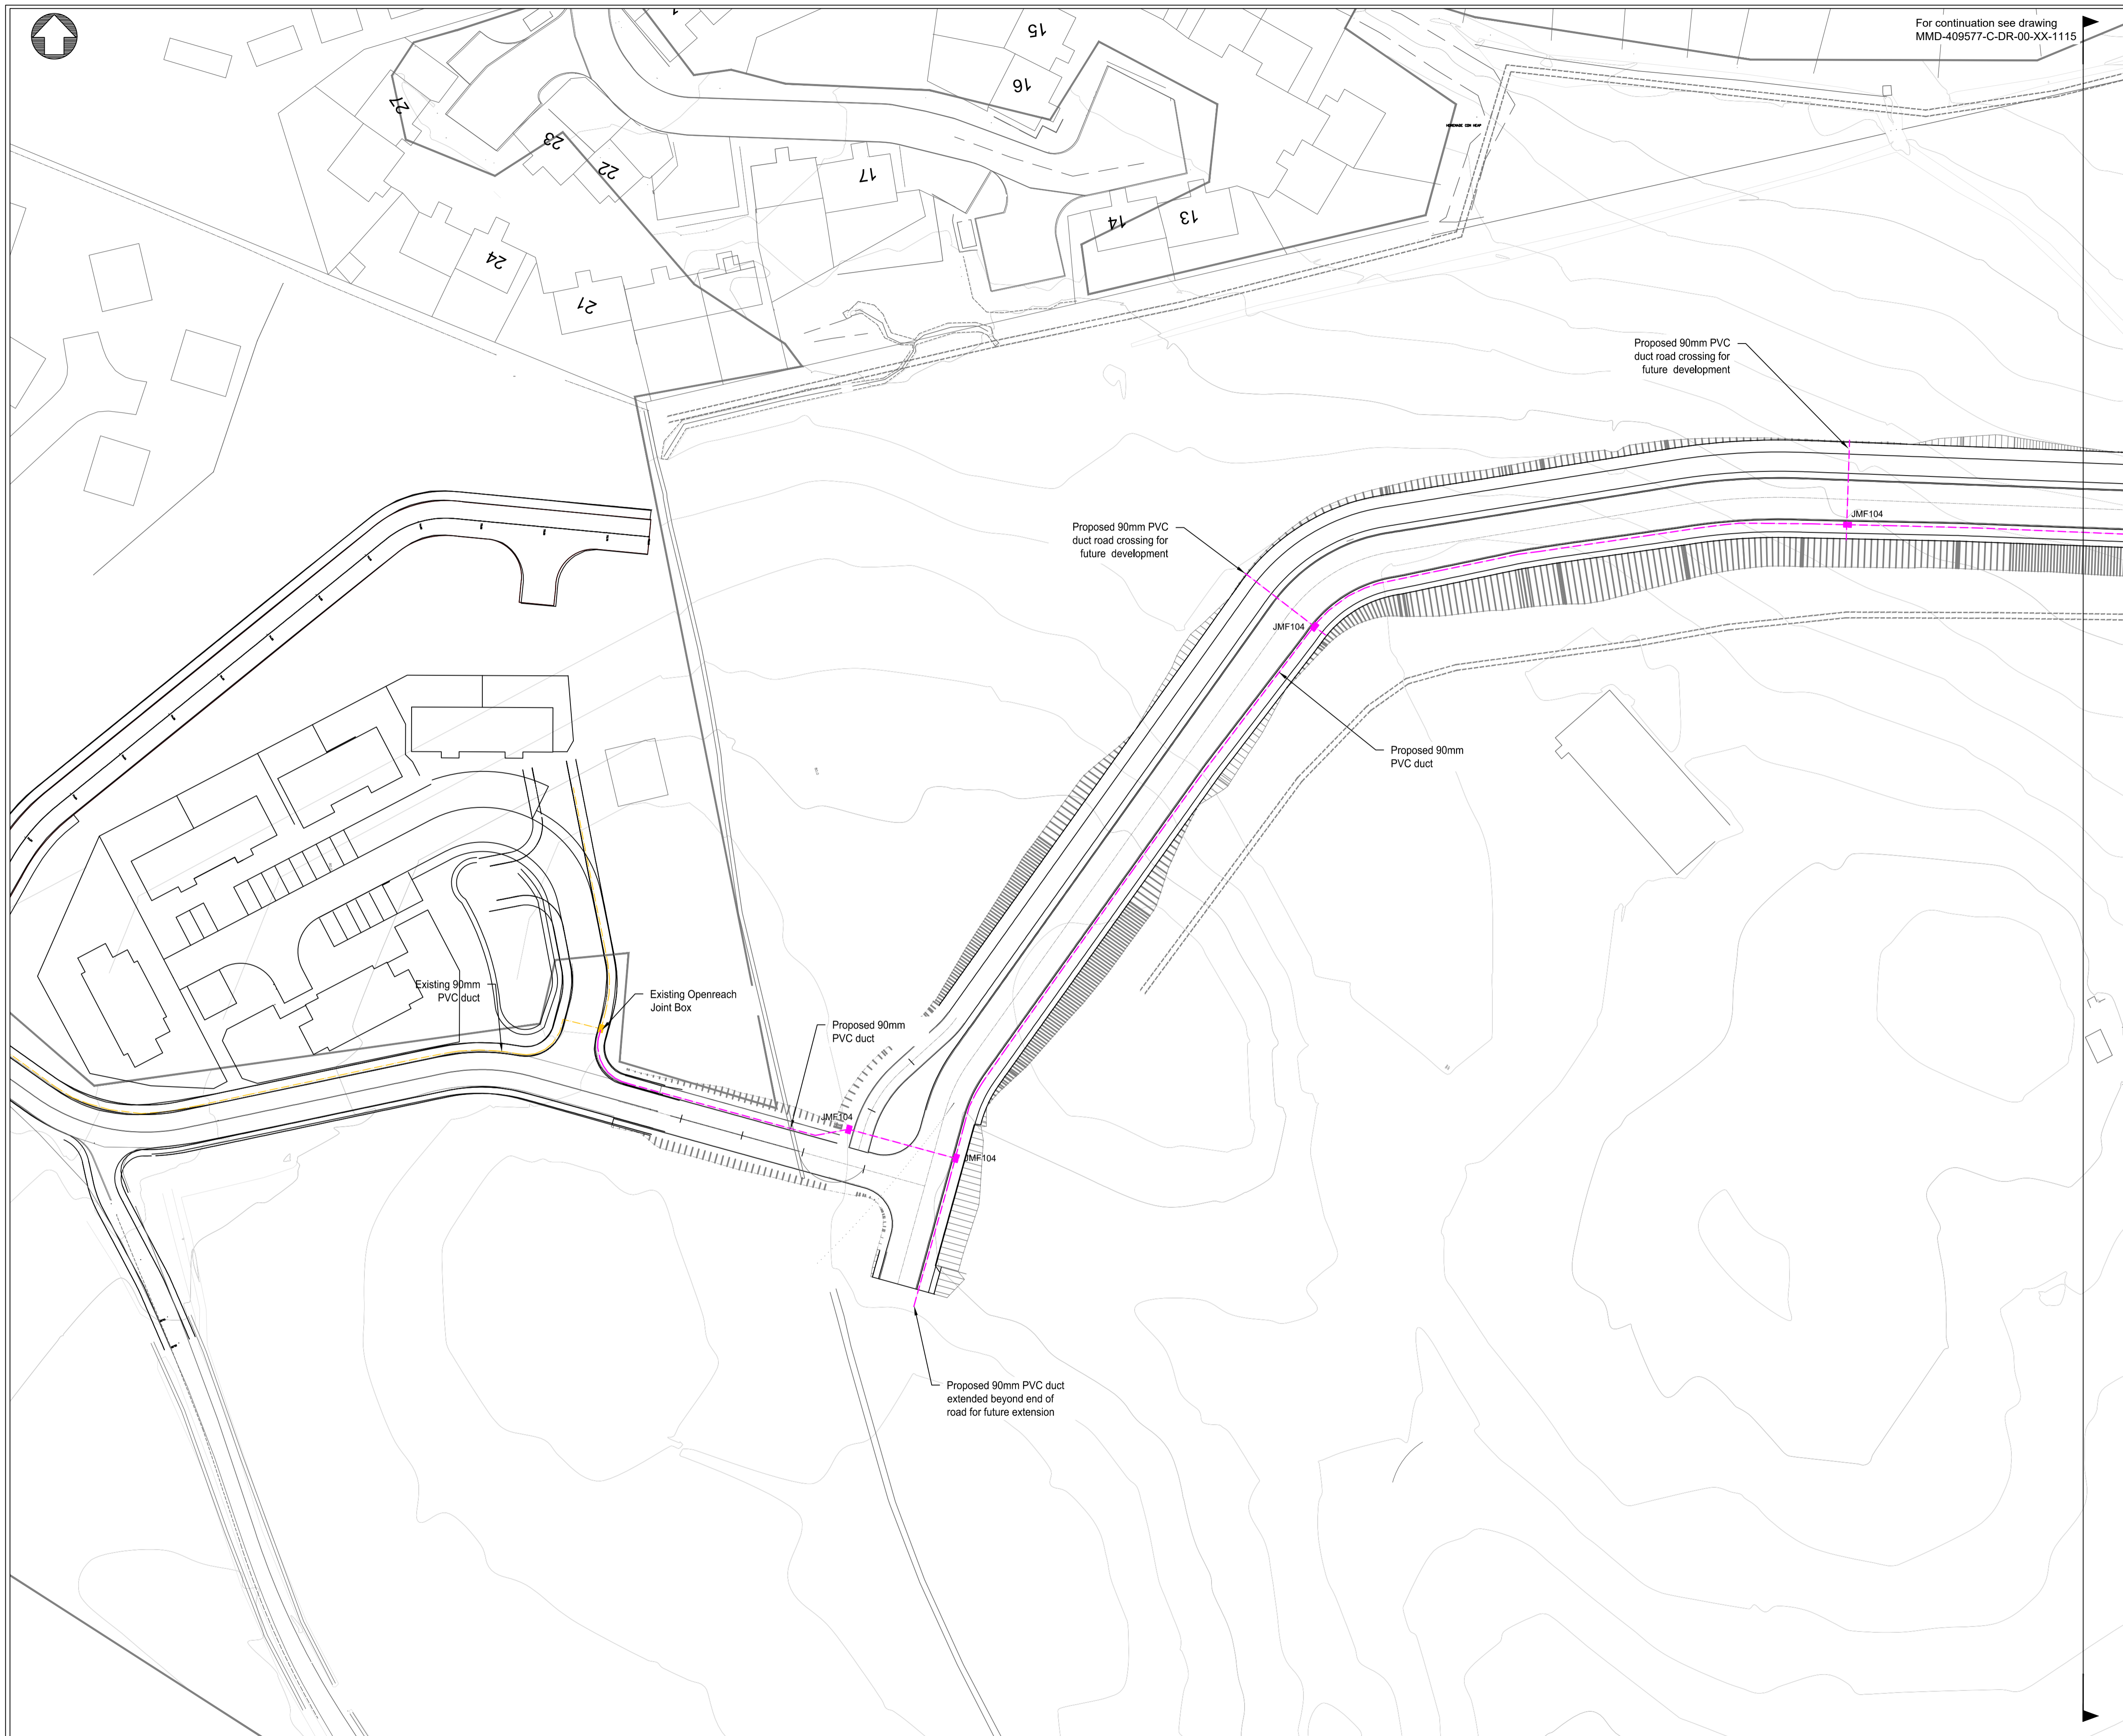 For continuation see drawing
MMD-409577-C-DR-00-XX-1115
15
16
27
23
22
17
14
13
24
21
Proposed 90mm PVC
duct road crossing for
future development
JMF104
Proposed 90mm PVC
duct road crossing for
future development
JMF104
Proposed 90mm
PVC duct
Existing 90mm
PVC duct
Existing Openreach
Joint Box
Proposed 90mm
PVC duct
JMF104
JMF104
Proposed 90mm PVC duct
extended beyond end of
road for future extension